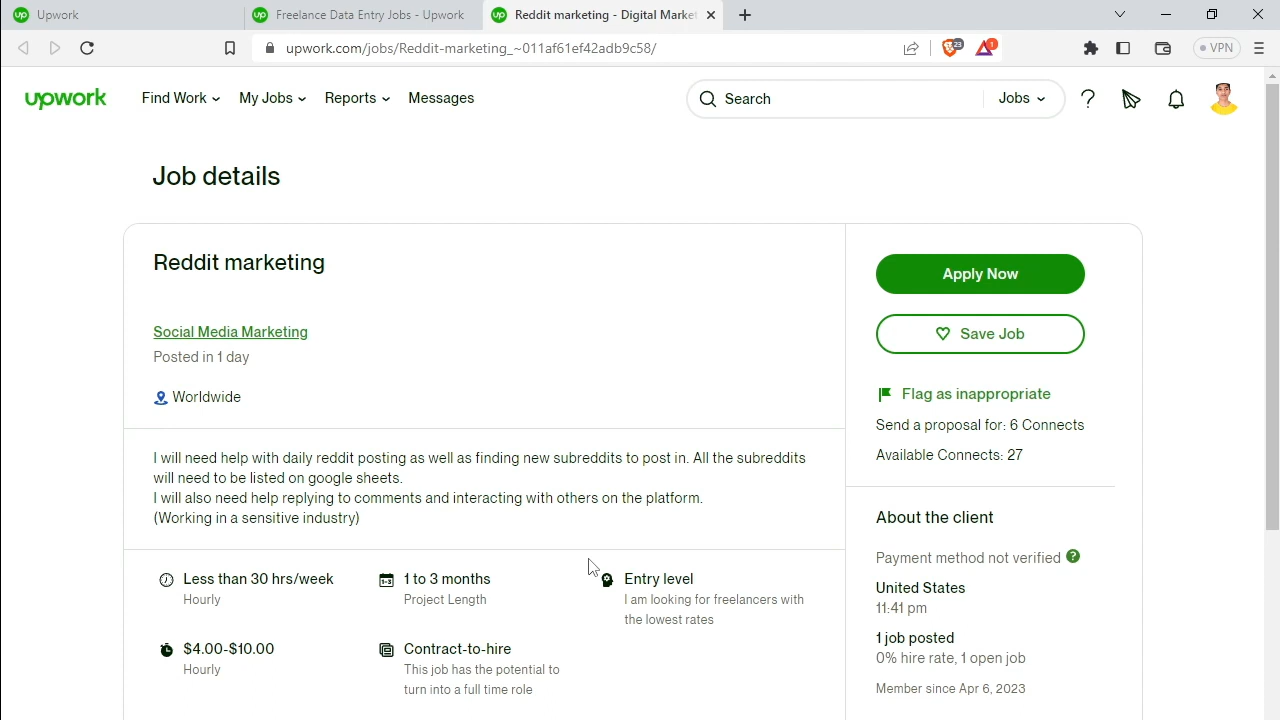 Upwork
Freelance Data Entry Jobs - Upwork
Reddit marketing - Digital Market
upwork.com/jobs/Reddit-marketing_~011af61ef42adb9c58/
23
1
VPN
upwork
Find Work
My Jobs
Reports
Messages
Search
Jobs
Job details
Reddit marketing
Apply Now
Save Job
Social Media Marketing
Posted in 1 day
Worldwide
Flag as inappropriate
Send a proposal for: 6 Connects
Available Connects: 27
I will need help with daily reddit posting as well as finding new subreddits to post in. All the subreddits
will need to be listed on google sheets.
I will also need help replying to comments and interacting with others on the platform.
(Working in a sensitive industry)
About the client
Payment method not verified
United States
11:41 pm
1 job posted
0% hire rate, 1 open job
Member since Apr 6, 2023
Less than 30 hrs/week
Hourly
1 to 3 months
Project Length
Entry level
I am looking for freelancers with
the lowest rates
$4.00-$10.00
Hourly
Contract-to-hire
This job has the potential to
turn into a full time role